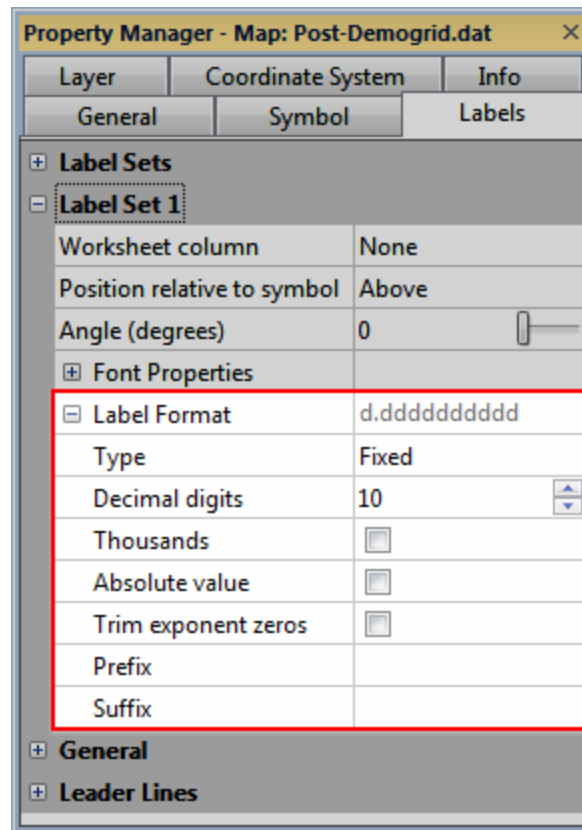 Property Manager - Map: Post-Demogrid.dat
Layer Coordinate System Info
General Symbol Labels
Label Sets
Label Set 1
Worksheet column None
Position relative to symbol Above
Angle (degrees) 0
Font Properties
Label Format d.dddddddddd
Type Fixed
Decimal digits 10
Thousands
Absolute value
Trim exponent zeros
Prefix
Suffix
General
Leader Lines